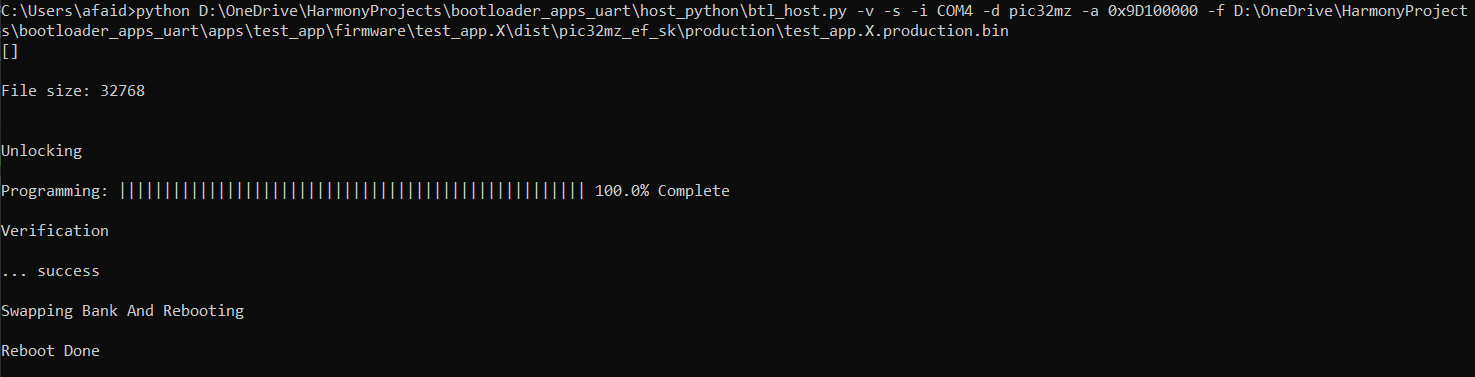 C:\Users\afaid>python D:\OneDrive\HarmonyProjects\bootloader_apps_uart\host_python\btl_host.py -v -s -i COM4 -d pic32mz -a 0x9D100000 -f D:\OneDrive\HarmonyProject
s\bootloader_apps_uart\apps\test_app\firmware\test_app.X\dist\pic32mz_ef_sk\production\test_app.X.production.bin
[]
File size: 32768
Unlocking
Programming: |||||||||||||||||||||||||||||||||||||||||||||||||||| 100.0% Complete
Verification
... success
Swapping Bank And Rebooting
Reboot Done